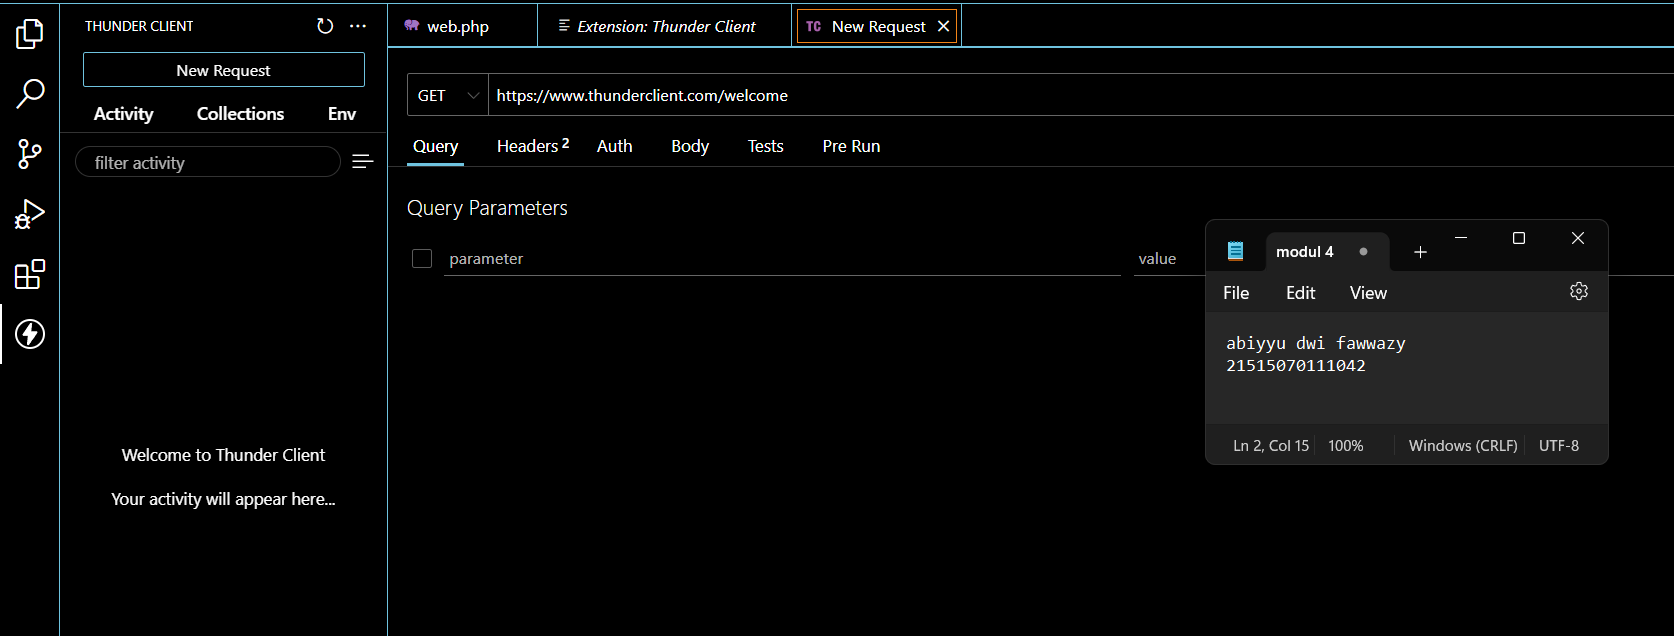 THUNDER CLIENT
New Request
Activity Collections Env
filter activity
Welcome to Thunder Client
Your activity will appear here...
web.php
Extension: Thunder Client
TC New Request
GET https://www.thunderclient.com/welcome
Query Headers 2 Auth Body Tests Pre Run
Query Parameters
parameter value
modul 4
File Edit View
abiyyu dwi fawwazy
21515070111042
Ln 2, Col 15 100% Windows (CRLF) UTF-8